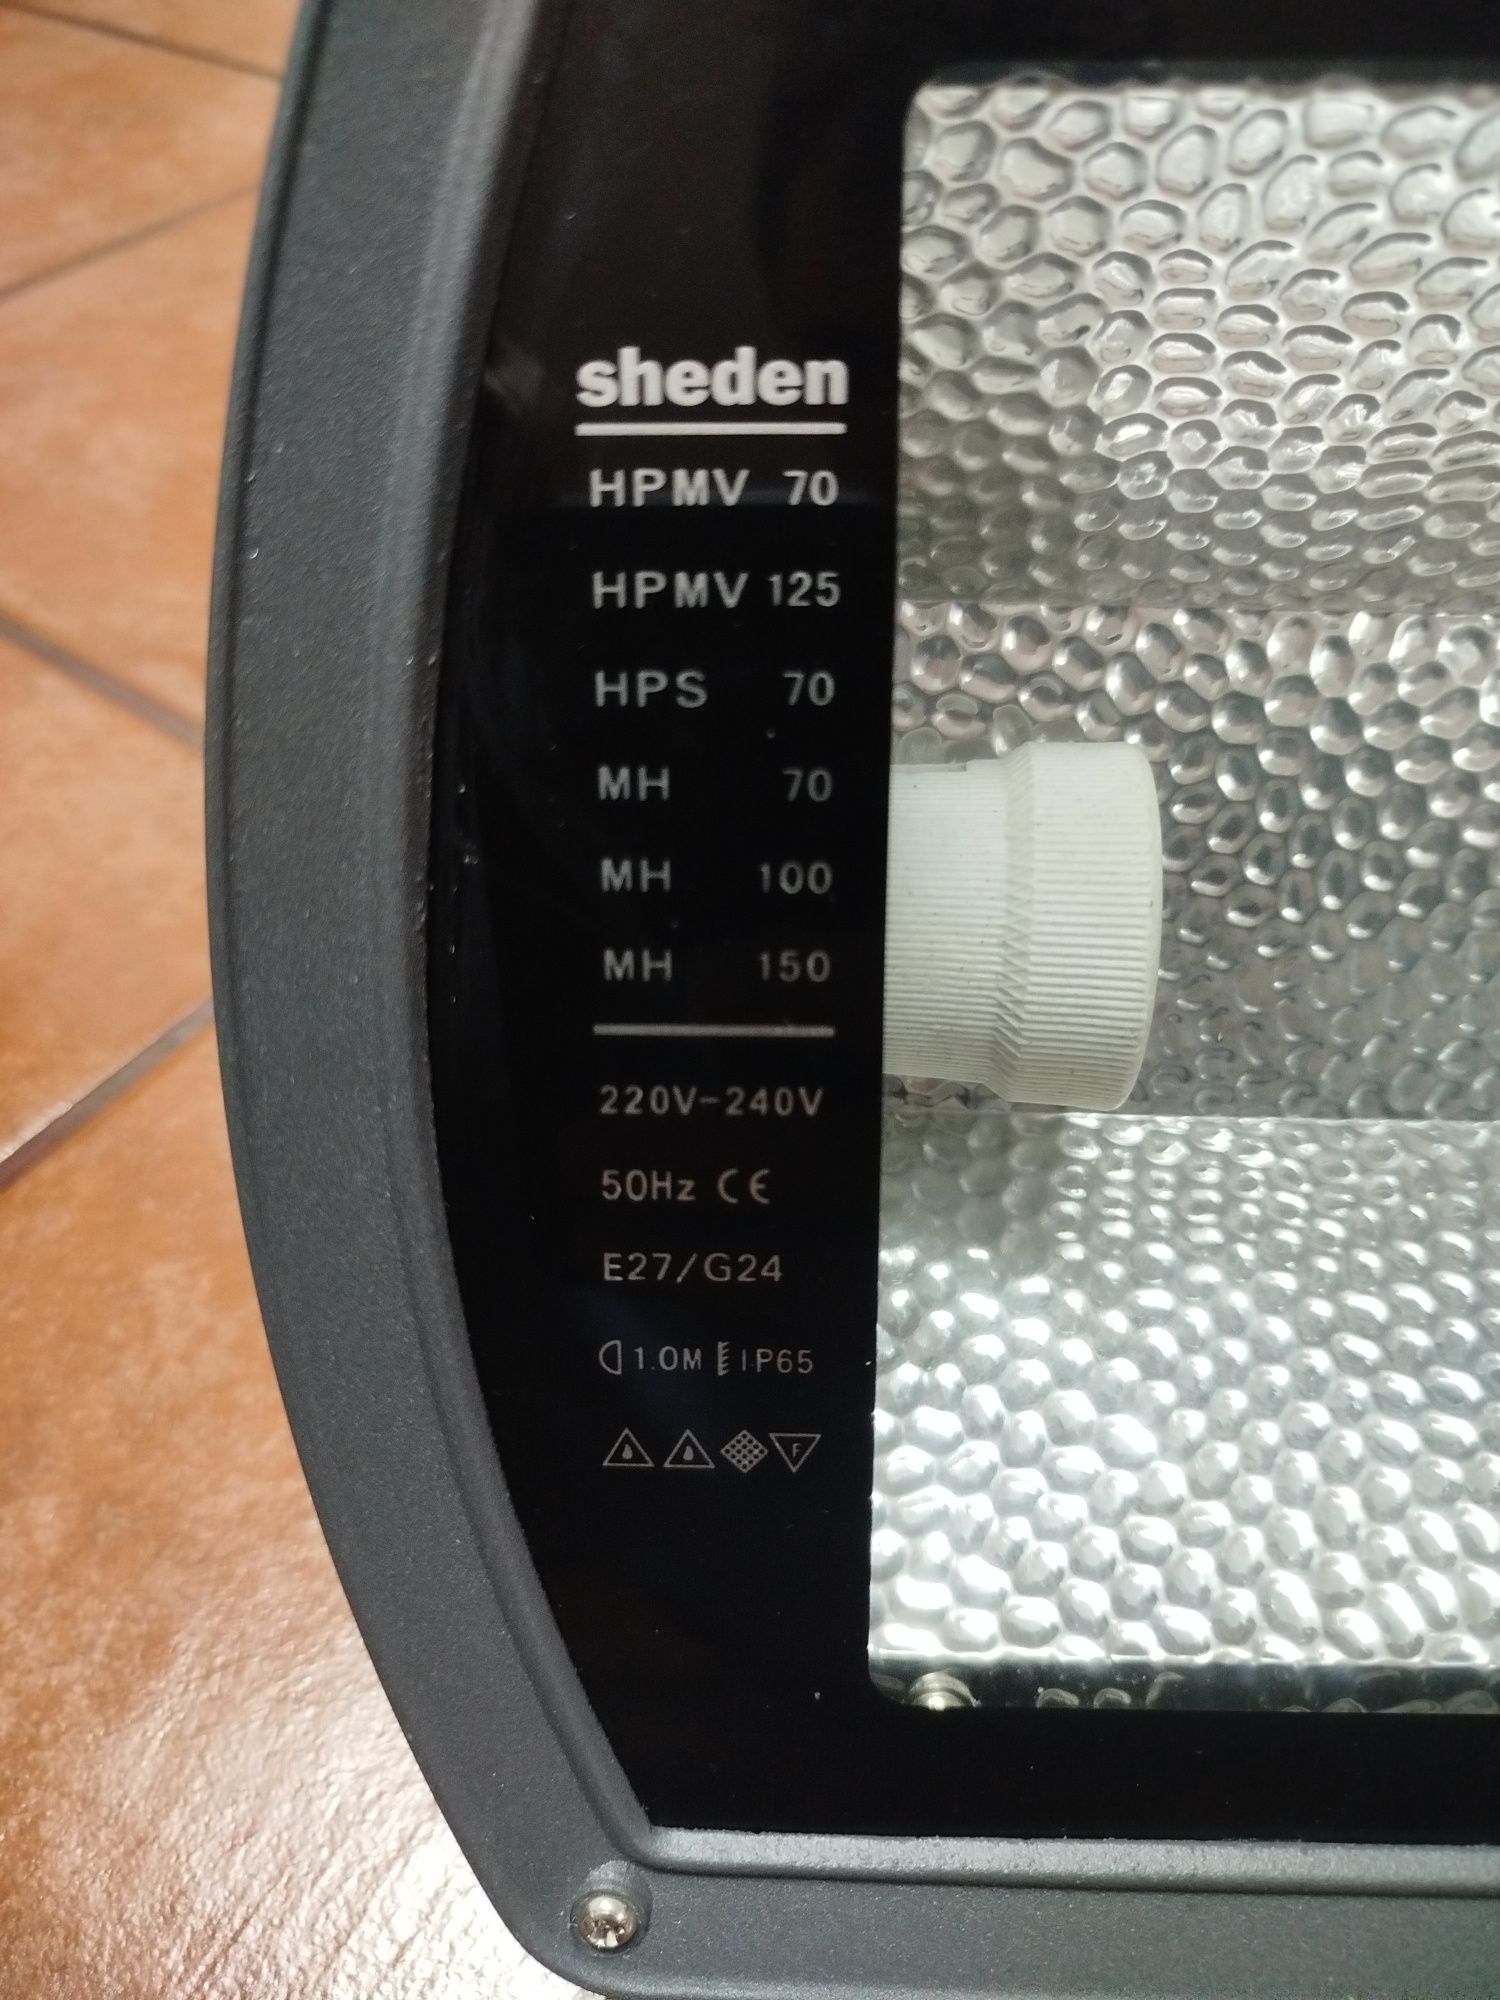 sheden
HPMV 70
HPMV 125
HPS 70
MH 70
MH 100
MH 150
220V-240V
50Hz CE
E27/G24
1.0M IP65
F